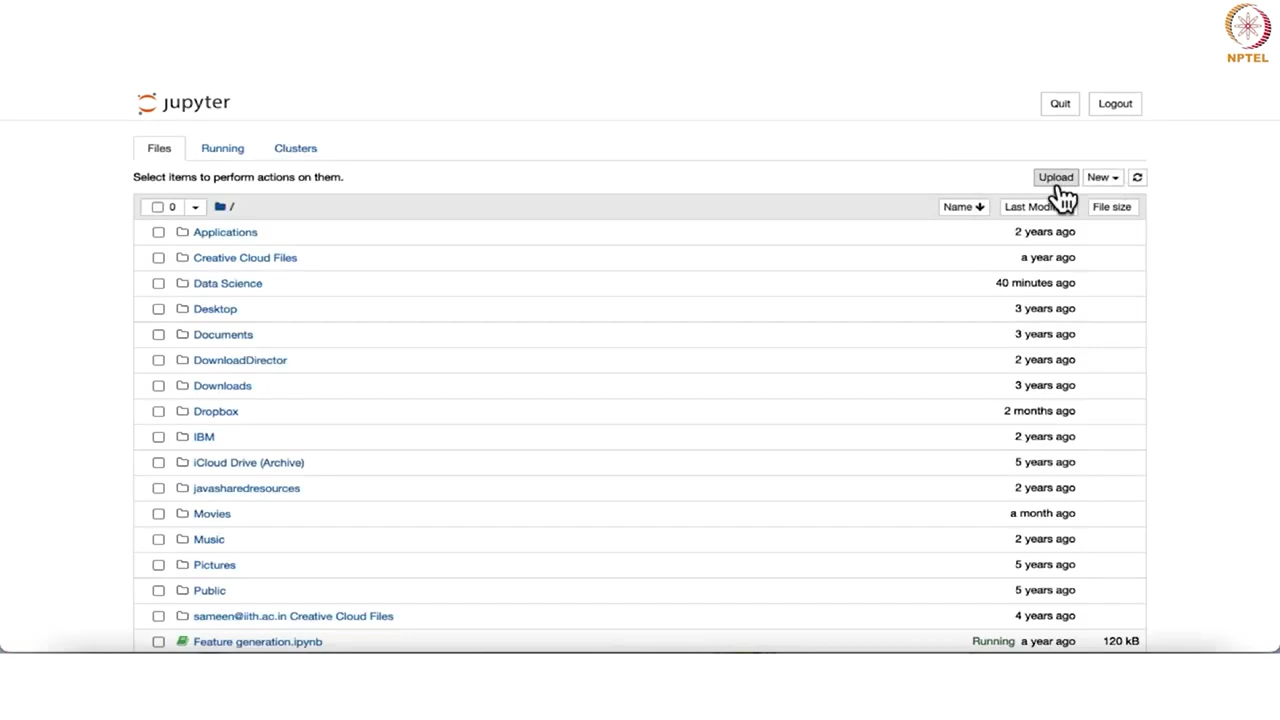 NPTEL
jupyter
Quit Logout
Files Running Clusters
Select items to perform actions on them.
Upload New
0 / Name Last Modi File size
Applications 2 years ago
Creative Cloud Files a year ago
Data Science 40 minutes ago
Desktop 3 years ago
Documents 3 years ago
DownloadDirector 2 years ago
Downloads 3 years ago
Dropbox 2 months ago
IBM 2 years ago
iCloud Drive (Archive) 5 years ago
javasharedresources 2 years ago
Movies a month ago
Music 2 years ago
Pictures 5 years ago
Public 5 years ago
sameen@iith.ac.in Creative Cloud Files 4 years ago
Feature generation.ipynb Running a year ago 120 kB